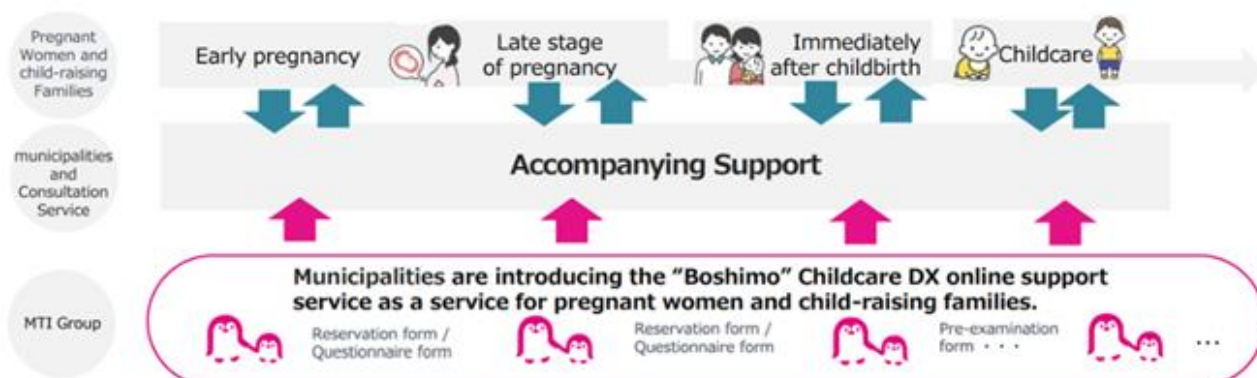 Pregnant
Women and
child-raising
Families
Early pregnancy
Late stage
of pregnancy
Immediately
after childbirth
Childcare
municipalities
and
Consultation
Service
Accompanying Support
MTI Group
Municipalities are introducing the “Boshimo” Childcare DX online support
service as a service for pregnant women and child-raising families.
Reservation form /
Questionnaire form
Reservation form /
Questionnaire form
Pre-examination
form・・・
…